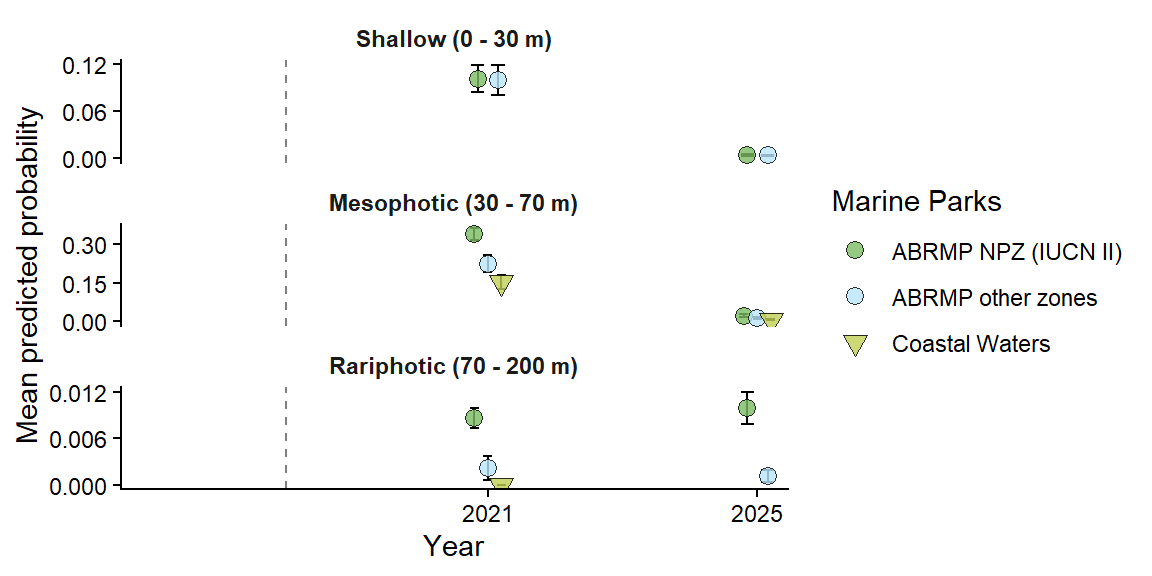 Shallow (0 - 30 m)
0.12
0.06
0.00
Mean predicted probability
Mesophotic (30 - 70 m)
0.30
0.15
0.00
Rariphotic (70 - 200 m)
0.012
0.006
0.000
2021
2025
Year
Marine Parks
ABRMP NPZ (IUCN II)
ABRMP other zones
Coastal Waters